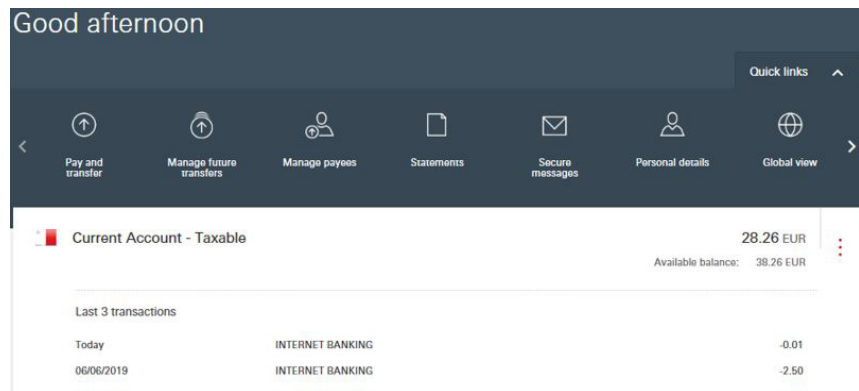 Good afternoon
Quick links
Pay and
transfer
Manage future
transfers
Manage payees
Statements
Secure
messages
Personal details
Global view
Current Account - Taxable
28.26 EUR
Available balance: 38.26 EUR
Last 3 transactions
Today INTERNET BANKING -0.01
06/06/2019 INTERNET BANKING -2.50